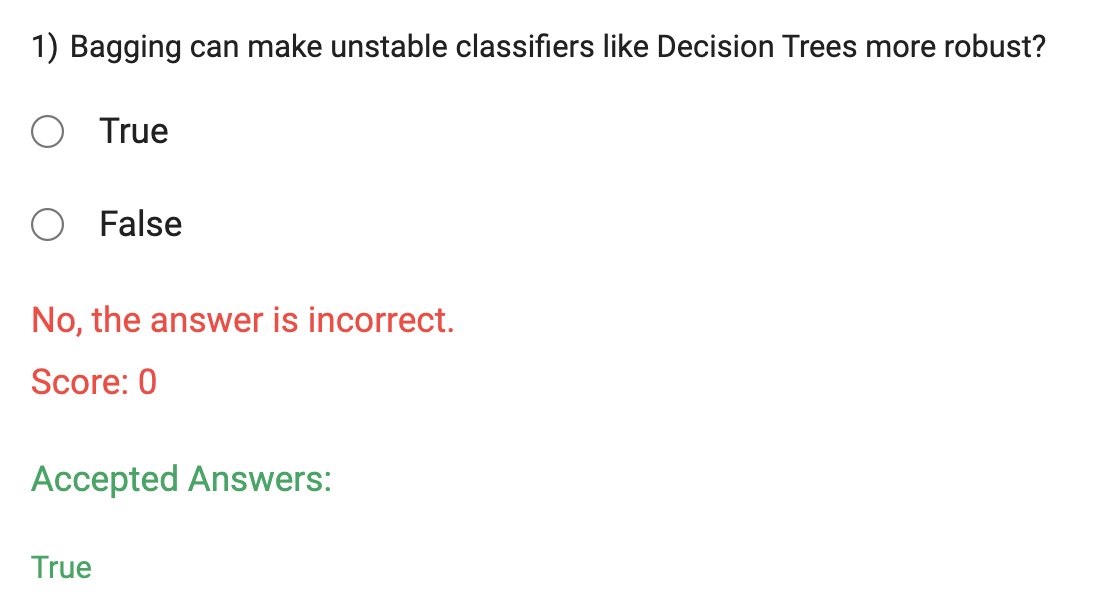 1) Bagging can make unstable classifiers like Decision Trees more robust?
True
False
No, the answer is incorrect.
Score: 0
Accepted Answers:
True